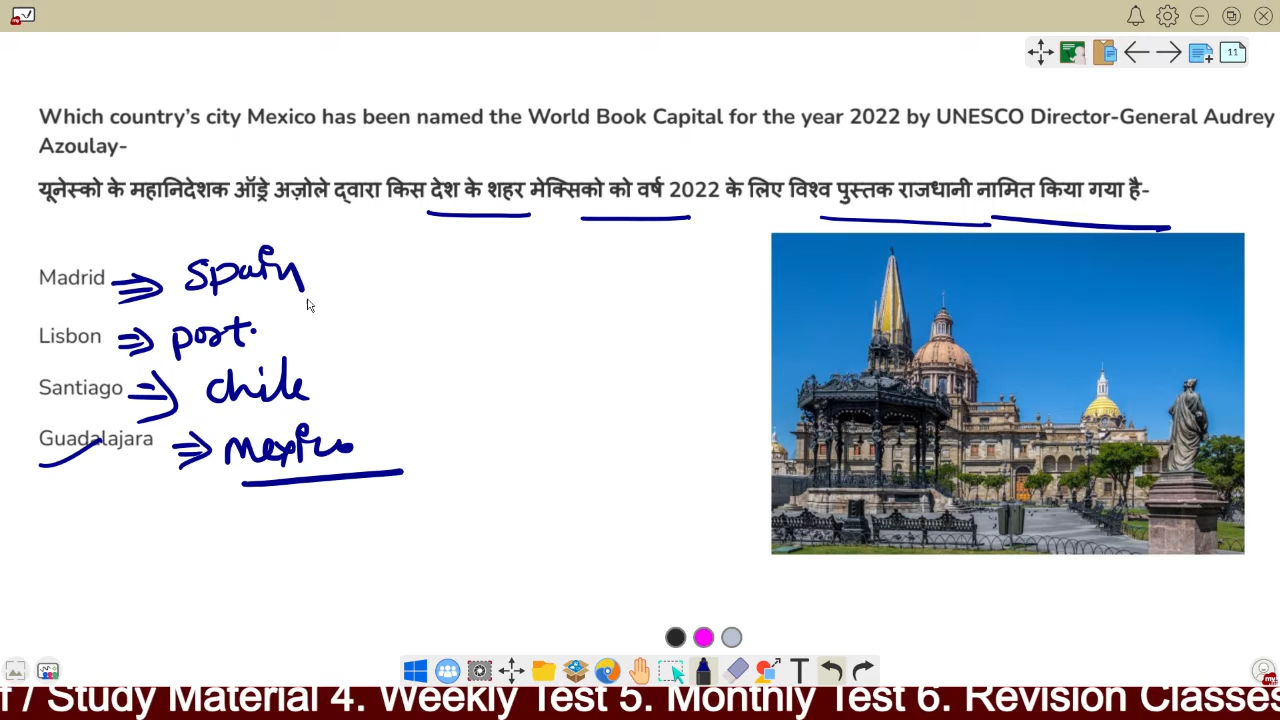 11
Which country's city Mexico has been named the World Book Capital for the year 2022 by UNESCO Director-General Audrey
Azoulay-
यूनेस्को के महानिदेशक ऑड्रे अज़ोले द्वारा किस देश के शहर मेक्सिको को वर्ष 2022 के लिए विश्व पुस्तक राजधानी नामित किया गया है-
Madrid ⇒ Spain
Lisbon ⇒ port.
Santiago ⇒ chile
Guadalajara ⇒ mexico
f / Study Material 4. Weekly Test 5. Monthly Test 6. Revision Classes